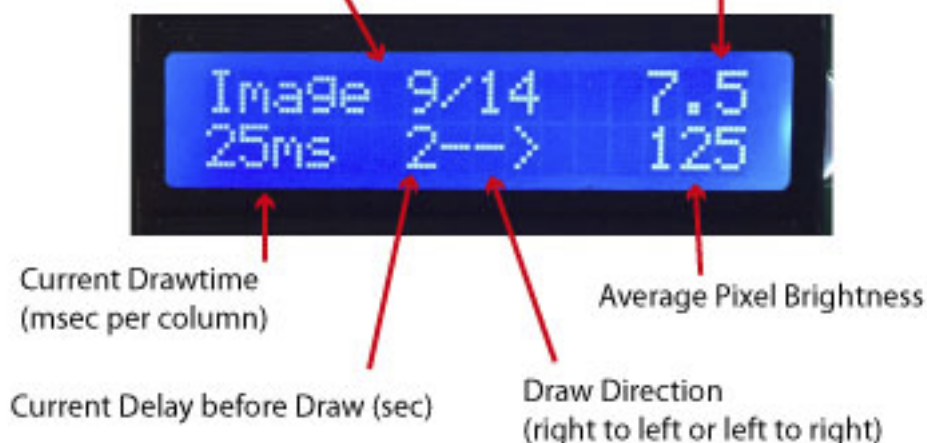 Image 9/14 7.5
25ms 2--> 125
Current Drawtime
(msec per column)
Average Pixel Brightness
Current Delay before Draw (sec)
Draw Direction
(right to left or left to right)